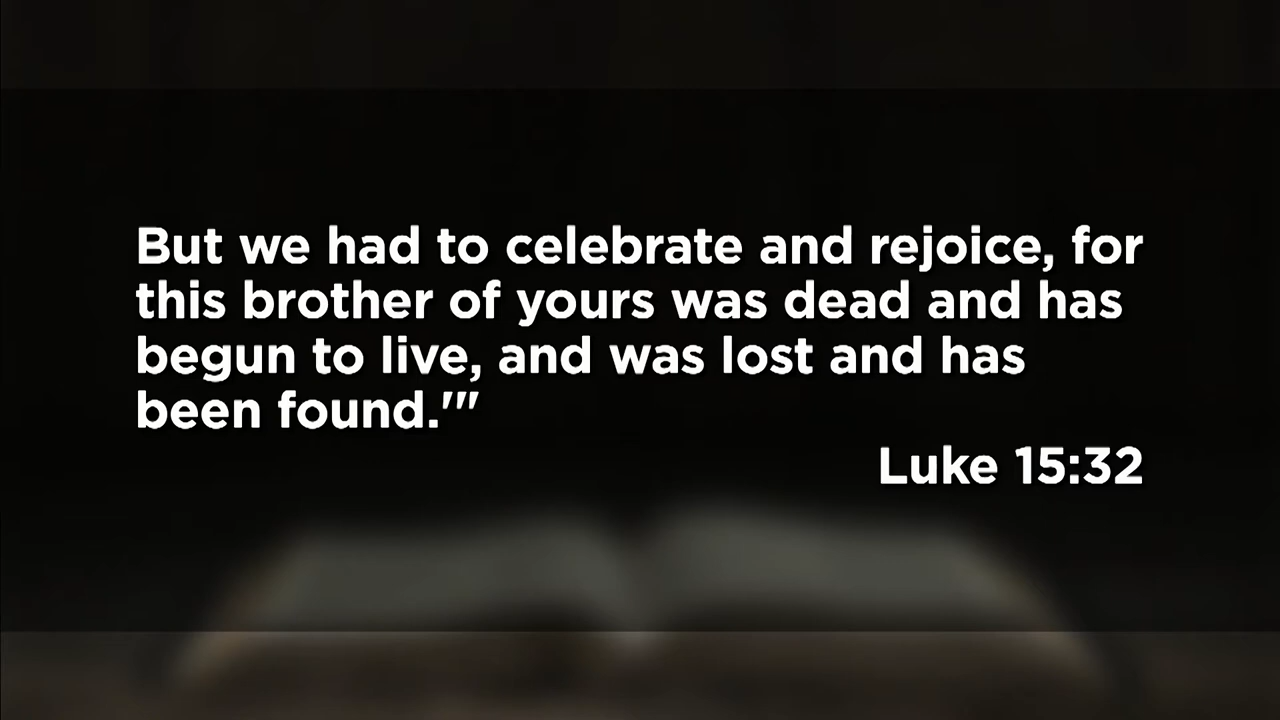 But we had to celebrate and rejoice, for
this brother of yours was dead and has
begun to live, and was lost and has
been found.'"
Luke 15:32